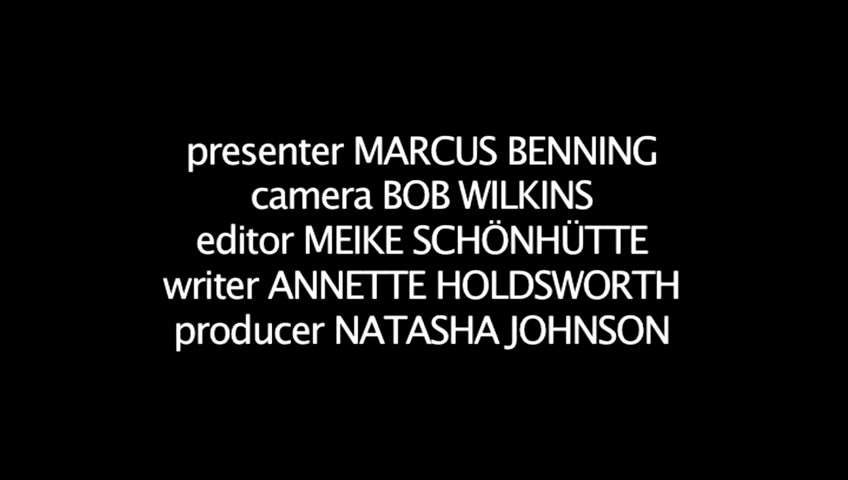 presenter MARCUS BENNING
camera BOB WILKINS
editor MEIKE SCHÖNHÜTTE
writer ANNETTE HOLDSWORTH
producer NATASHA JOHNSON